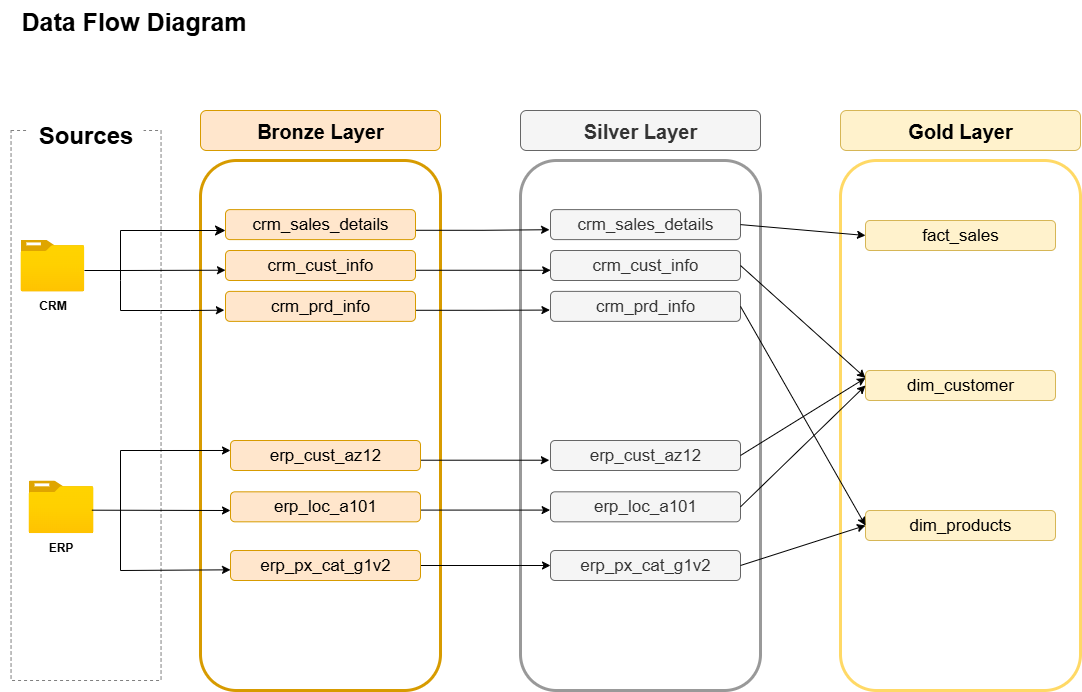 Data Flow Diagram
Sources
Bronze Layer
Silver Layer
Gold Layer
CRM
ERP
crm_sales_details
crm_cust_info
crm_prd_info
erp_cust_az12
erp_loc_a101
erp_px_cat_g1v2
crm_sales_details
crm_cust_info
crm_prd_info
erp_cust_az12
erp_loc_a101
erp_px_cat_g1v2
fact_sales
dim_customer
dim_products